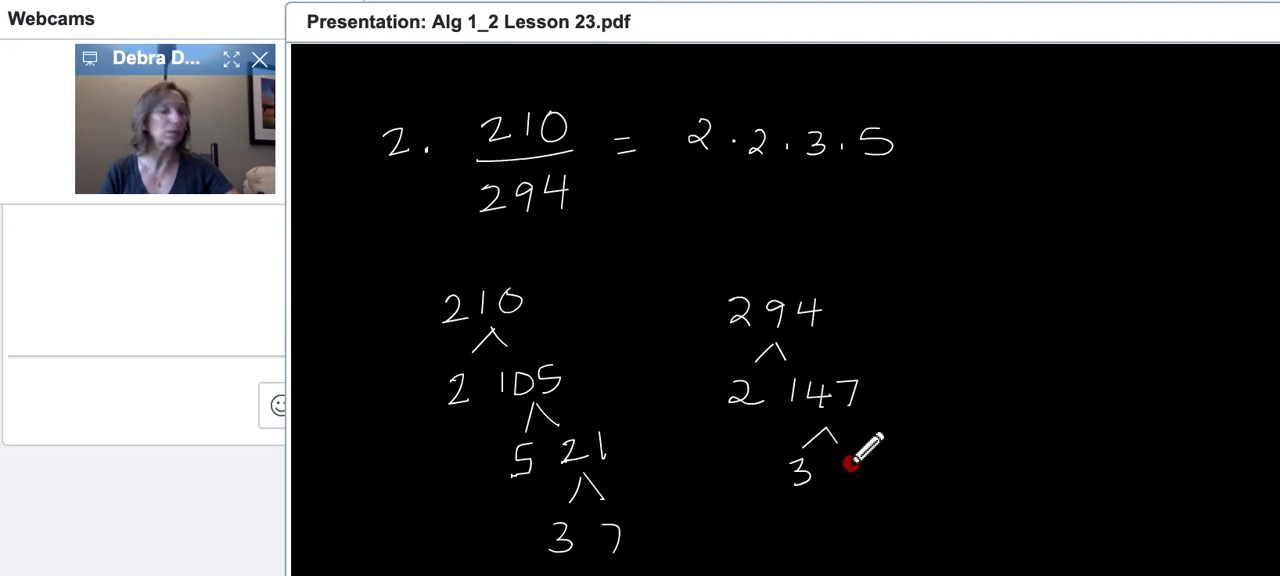 Webcams
Presentation: Alg 1_2 Lesson 23.pdf
Debra D...
2. 210/294 = 2 · 2 · 3 · 5
210 294
2 105 2 147
5 21 3
3 7